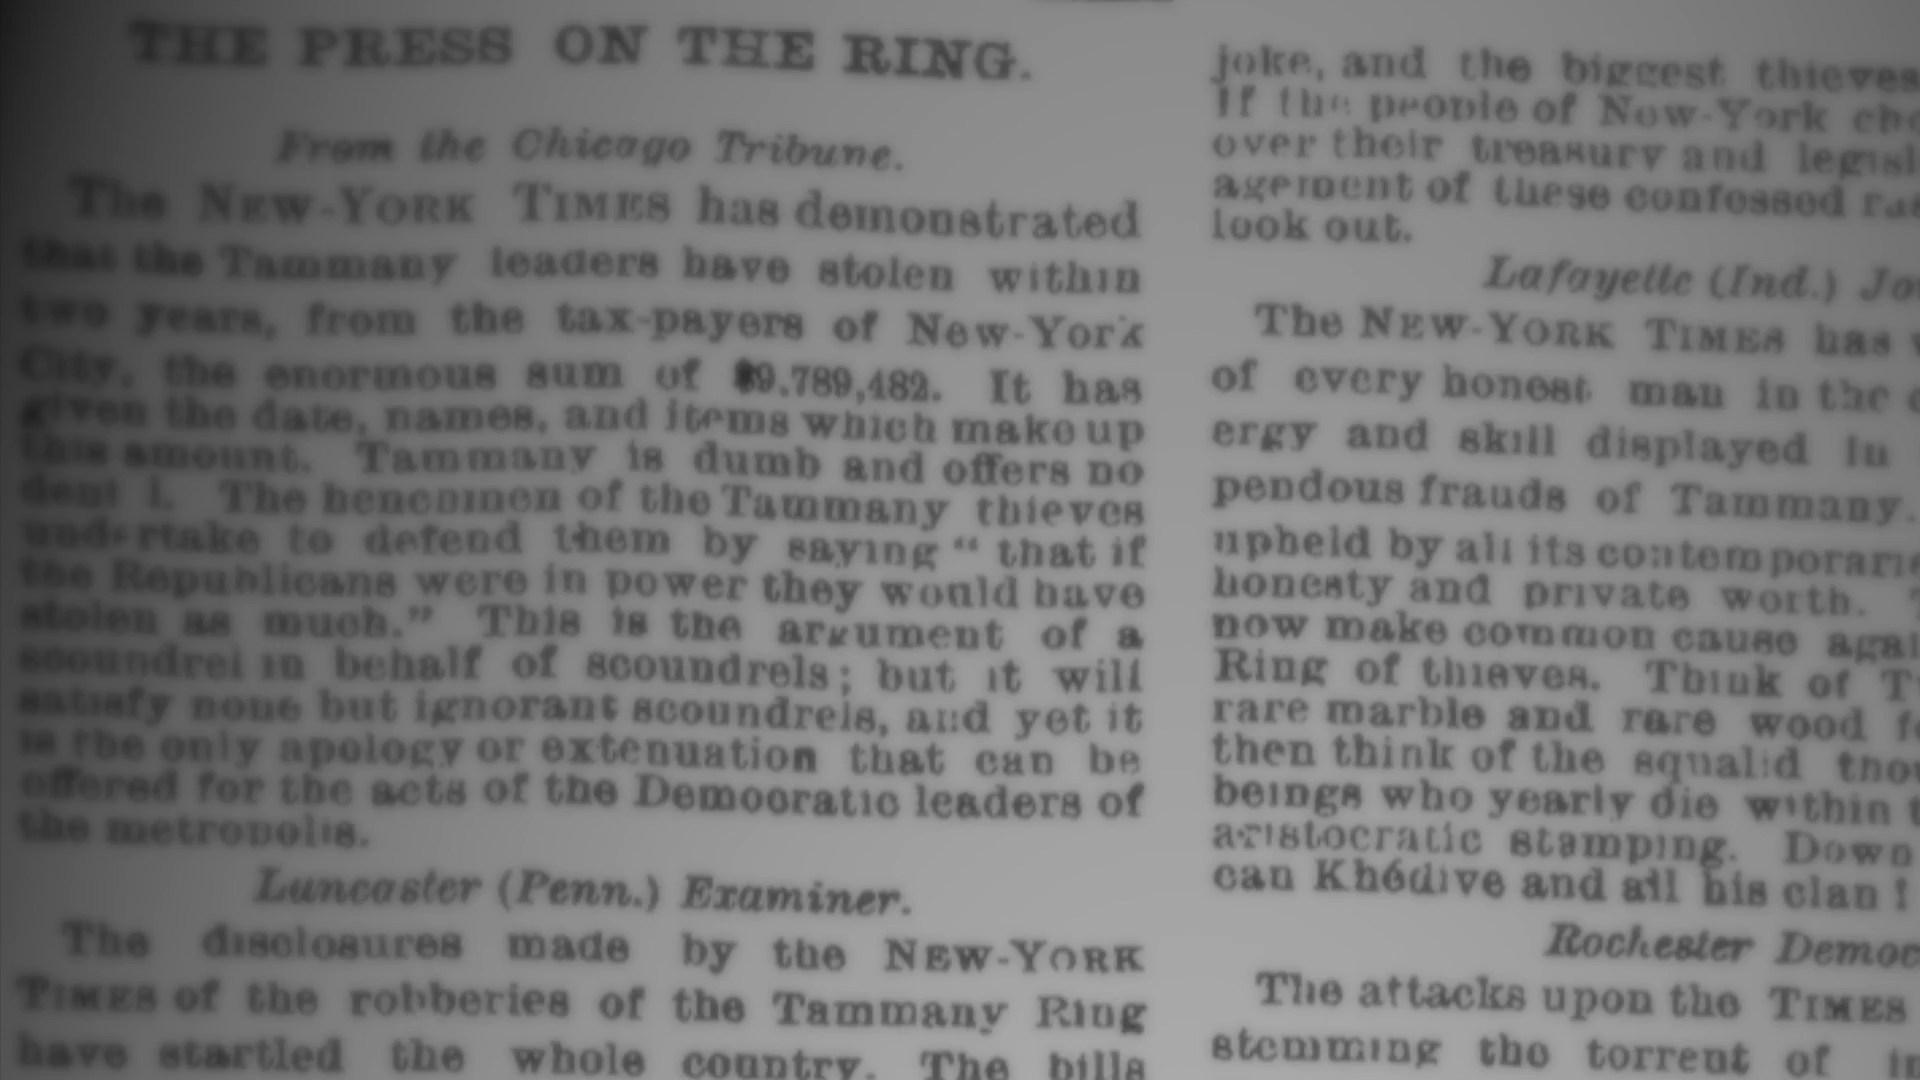 THE PRESS ON THE RING.
From the Chicago Tribune.
The NEW-YORK TIMES has demonstrated
that the Tammany leaders have stolen within
two years, from the tax-payers of New-York
City, the enormous sum of $9,789,482. It has
given the date, names, and items which make up
this amount. Tammany is dumb and offers no
The henchmen of the Tammany thieves
undertake to defend them by saying “ that if
the Republicans were in power they would have
stolen as much.” This is the argument of a
scoundrel in behalf of scoundrels; but it will
satisfy none but ignorant scoundrels, and yet it
is the only apology or extenuation that can be
offered for the acts of the Democratic leaders of
the metropolis.
Lancaster (Penn.) Examiner.
The disclosures made by the NEW-YORK
TIMES of the robberies of the Tammany Ring
have startled the whole country. The bills
joke, and the biggest thieves
If the people of New-York
over their treasury and
agement of these confessed
look out.
Lafayette (Ind.)
The NEW-YORK TIMES has
of every honest man in the
ergy and skill displayed in
pendous frauds of Tammany.
upheld by all its
honesty and private worth.
now make common cause
Ring of thieves. Think of
rare marble and rare wood
then think of the squalid
beings who yearly die within
aristocratic stamping. Down
can Khédive and all his clan !
Rochester
The attacks upon the TIMES
stemming the torrent of